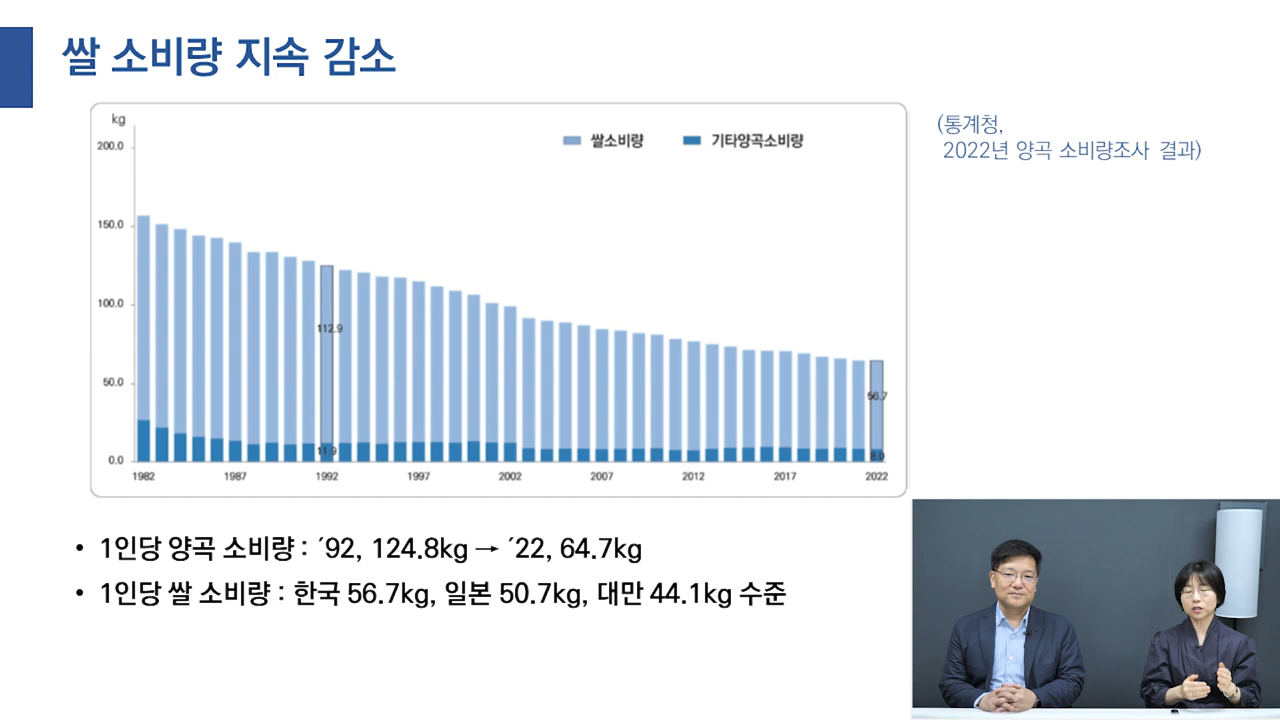 쌀 소비량 지속 감소
(통계청,
2022년 양곡 소비량조사 결과)
kg
쌀소비량
기타양곡소비량
200.0
150.0
100.0
50.0
0.0
112.9
11.9
56.7
8.0
1982
1987
1992
1997
2002
2007
2012
2017
2022
• 1인당 양곡 소비량 : ´92, 124.8kg → ´22, 64.7kg
• 1인당 쌀 소비량 : 한국 56.7kg, 일본 50.7kg, 대만 44.1kg 수준